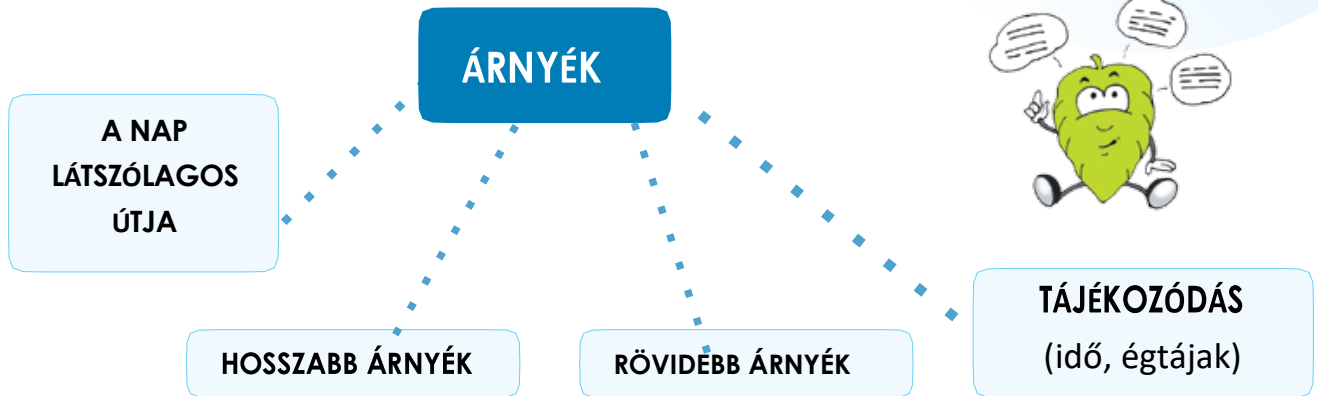 ÁRNYÉK
A NAP
LÁTSZÓLAGOS
ÚTJA
HOSSZABB ÁRNYÉK
RÖVIDEBB ÁRNYÉK
TÁJÉKOZÓDÁS
(idő, égtájak)